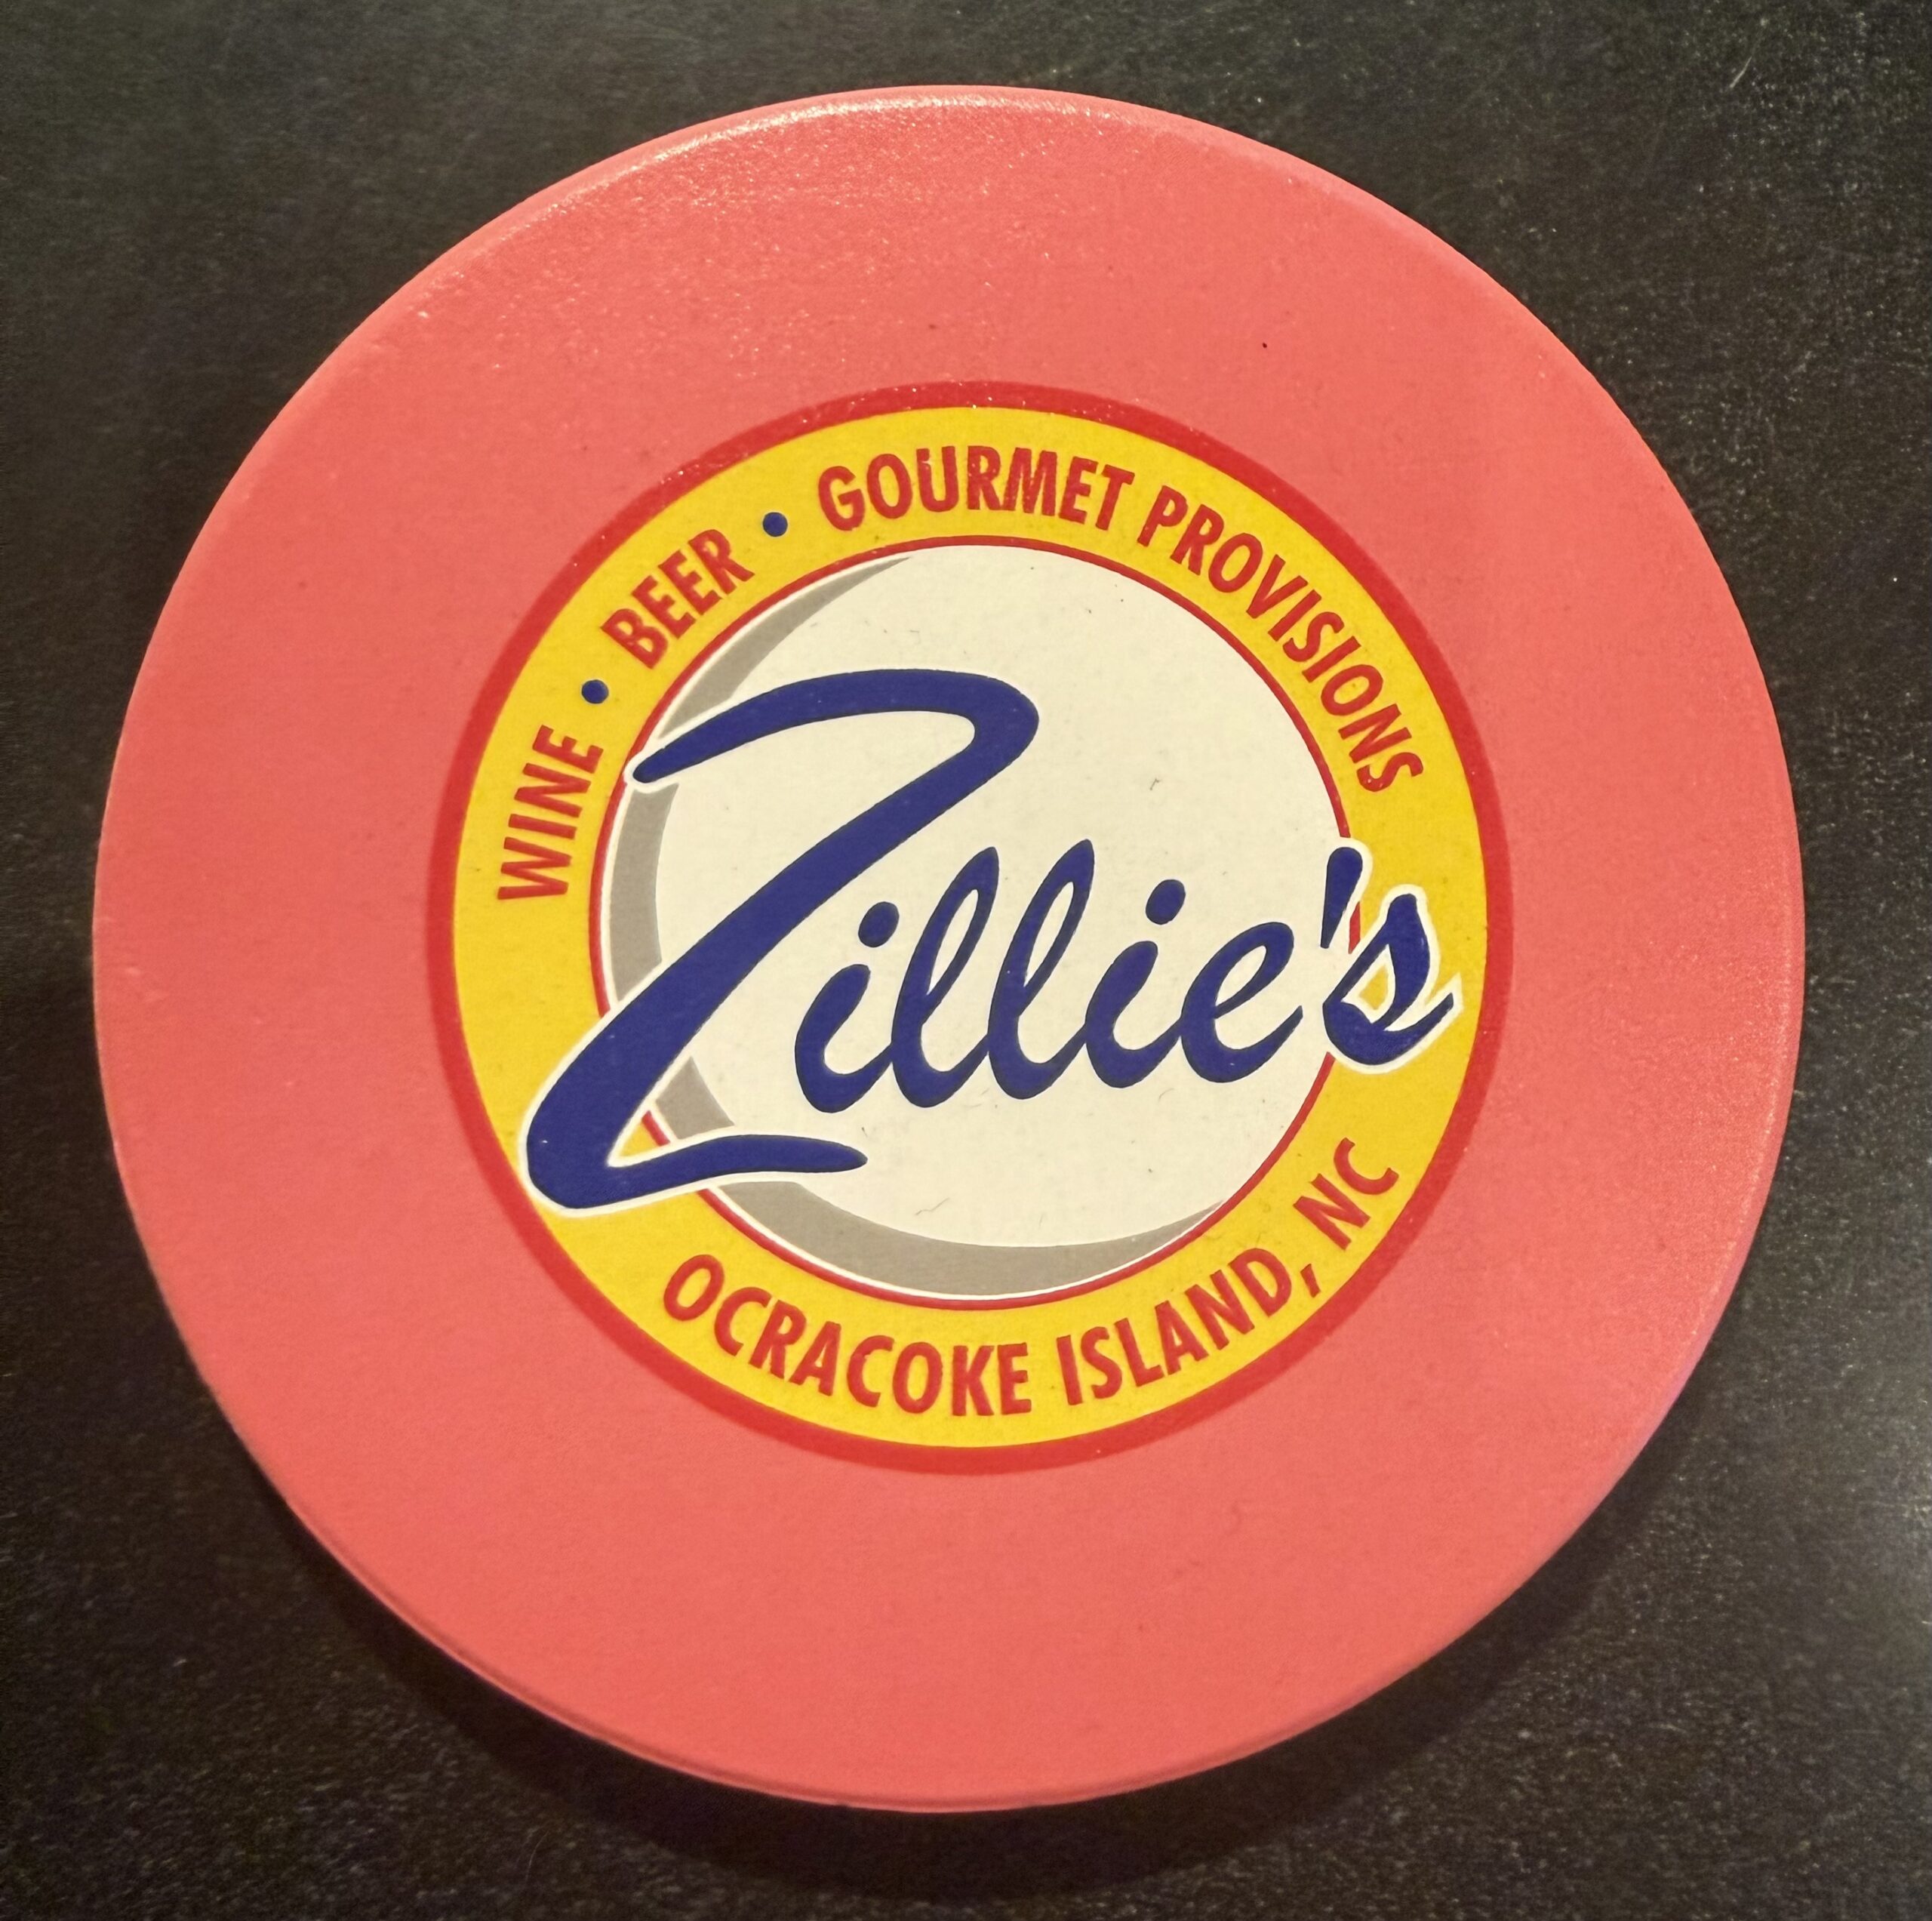 WINE • BEER • GOURMET PROVISIONS
Zillie's
OCRACOKE ISLAND, NC